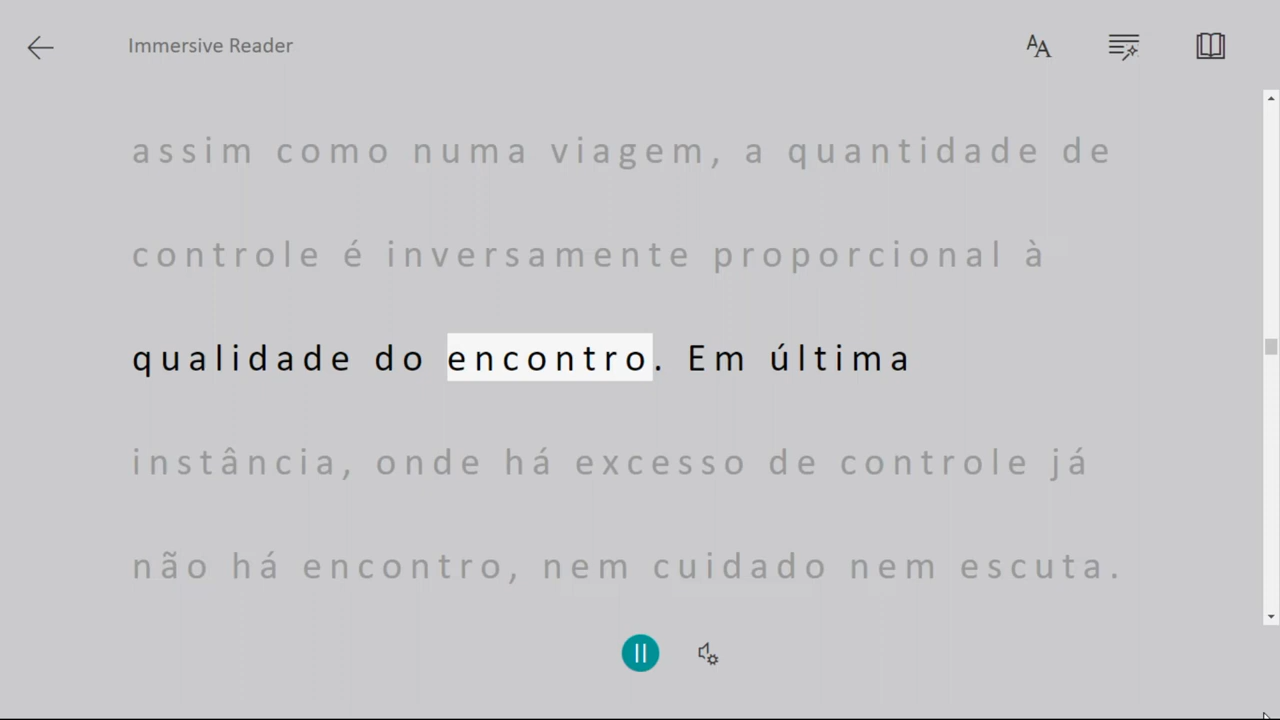 Immersive Reader
assim como numa viagem, a quantidade de
controle é inversamente proporcional à
qualidade do encontro. Em última
instância, onde há excesso de controle já
não há encontro, nem cuidado nem escuta.